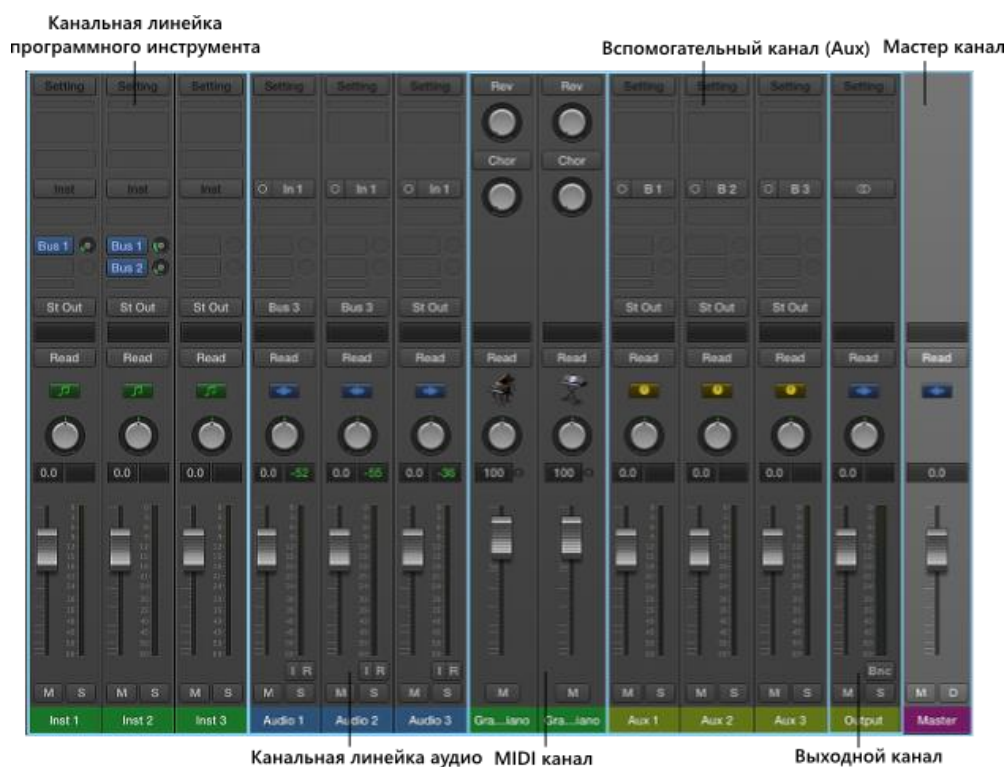 Канальная линейка
программного инструмента
Вспомогательный канал (Aux) Мастер канал
Setting Setting Setting Setting Setting Setting Rev Rev Setting Setting Setting Setting
Chor Chor
Inst Inst Inst In 1 In 1 In 1 B 1 B 2 B 3
Bus 1 Bus 1
Bus 2
St Out St Out St Out Bus 3 Bus 3 St Out St Out St Out St Out
Read Read Read Read Read Read Read Read Read Read Read Read Read
0.0 0.0 0.0 0.0 -52 0.0 -55 0.0 -36 100 100 0.0 0.0 0.0 0.0 0.0
I R I R I R Bnc
M S M S M S M S M S M S M M M S M S M S M S M D
Inst 1 Inst 2 Inst 3 Audio 1 Audio 2 Audio 3 Gra...iano Gra...iano Aux 1 Aux 2 Aux 3 Output Master
Канальная линейка аудио MIDI канал Выходной канал